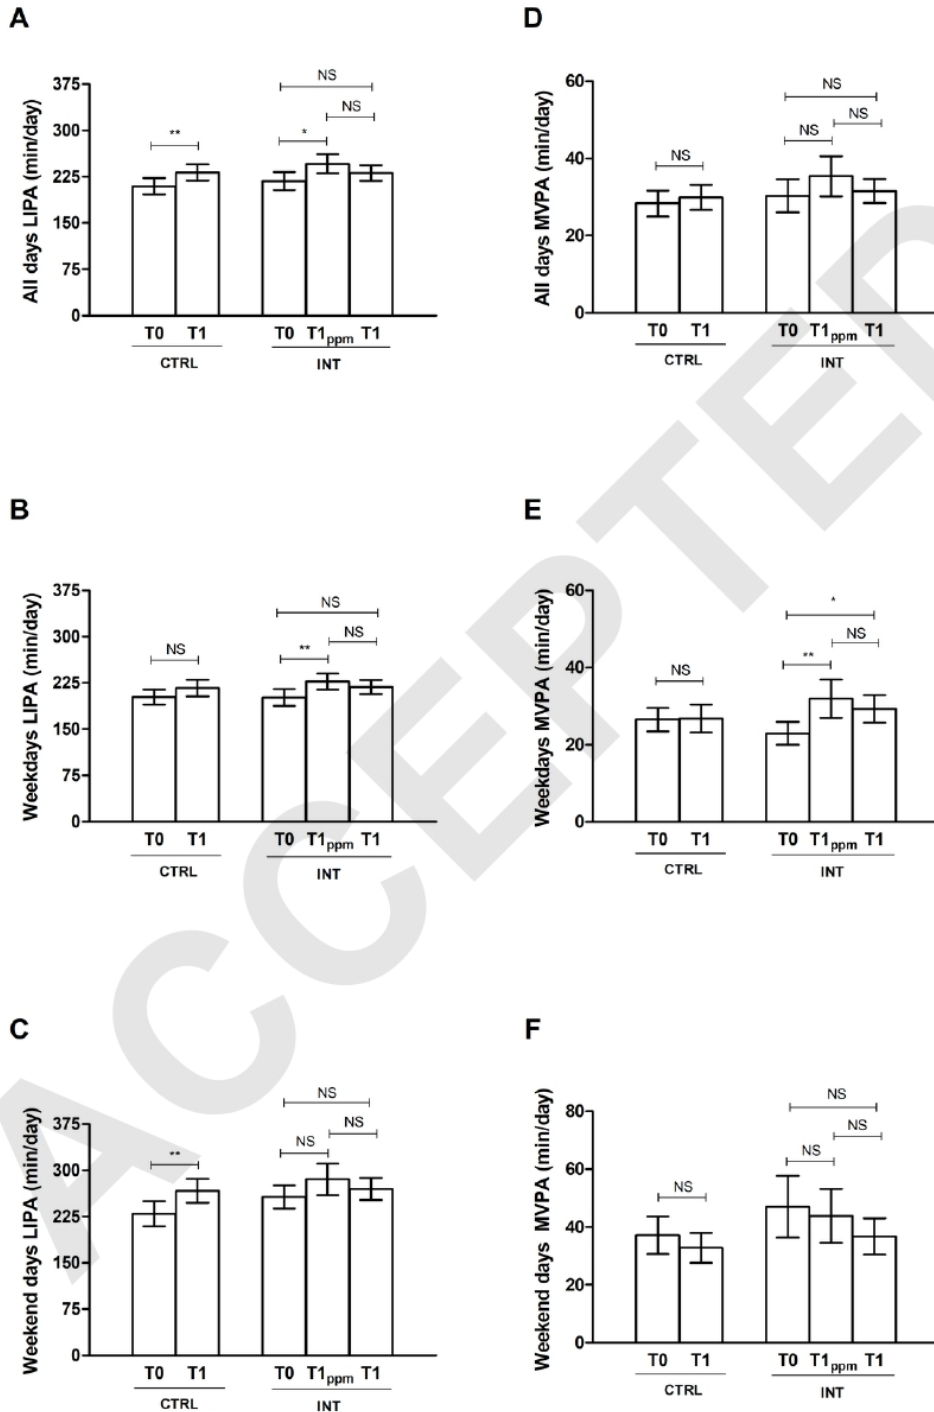 A
All days LIPA (min/day)
375
300
225
150
75
0
**
*
NS
NS
T0 T1 T0 T1ppm T1
CTRL INT
D
All days MVPA (min/day)
60
40
20
0
NS
NS
NS
NS
T0 T1 T0 T1ppm T1
CTRL INT
B
Weekdays LIPA (min/day)
375
300
225
150
75
0
NS
**
NS
NS
T0 T1 T0 T1ppm T1
CTRL INT
E
Weekdays MVPA (min/day)
60
40
20
0
NS
**
NS
*
T0 T1 T0 T1ppm T1
CTRL INT
C
Weekend days LIPA (min/day)
375
300
225
150
75
0
**
NS
NS
NS
T0 T1 T0 T1ppm T1
CTRL INT
F
Weekend days MVPA (min/day)
80
60
40
20
0
NS
NS
NS
NS
T0 T1 T0 T1ppm T1
CTRL INT
ACCEPTED